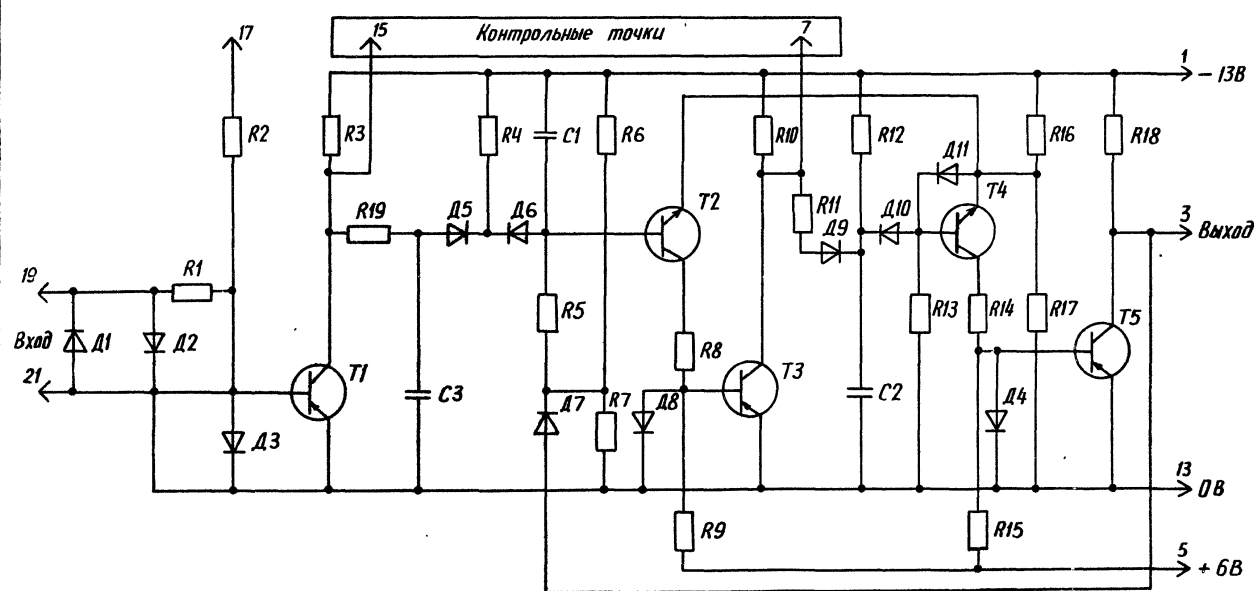 17
15
Контрольные точки
7
1
- 13В
R2
R3
R4
C1
R6
R10
R12
Д11
R16
R18
R19
Д5
Д6
T2
R11
Д9
Д10
T4
3
Выход
19
R1
R5
R13
R14
R17
T5
Вход
Д1
Д2
21
T1
C3
Д7
R7
R8
Д8
T3
C2
Д4
Д3
13
0В
R9
R15
5
+ 6В